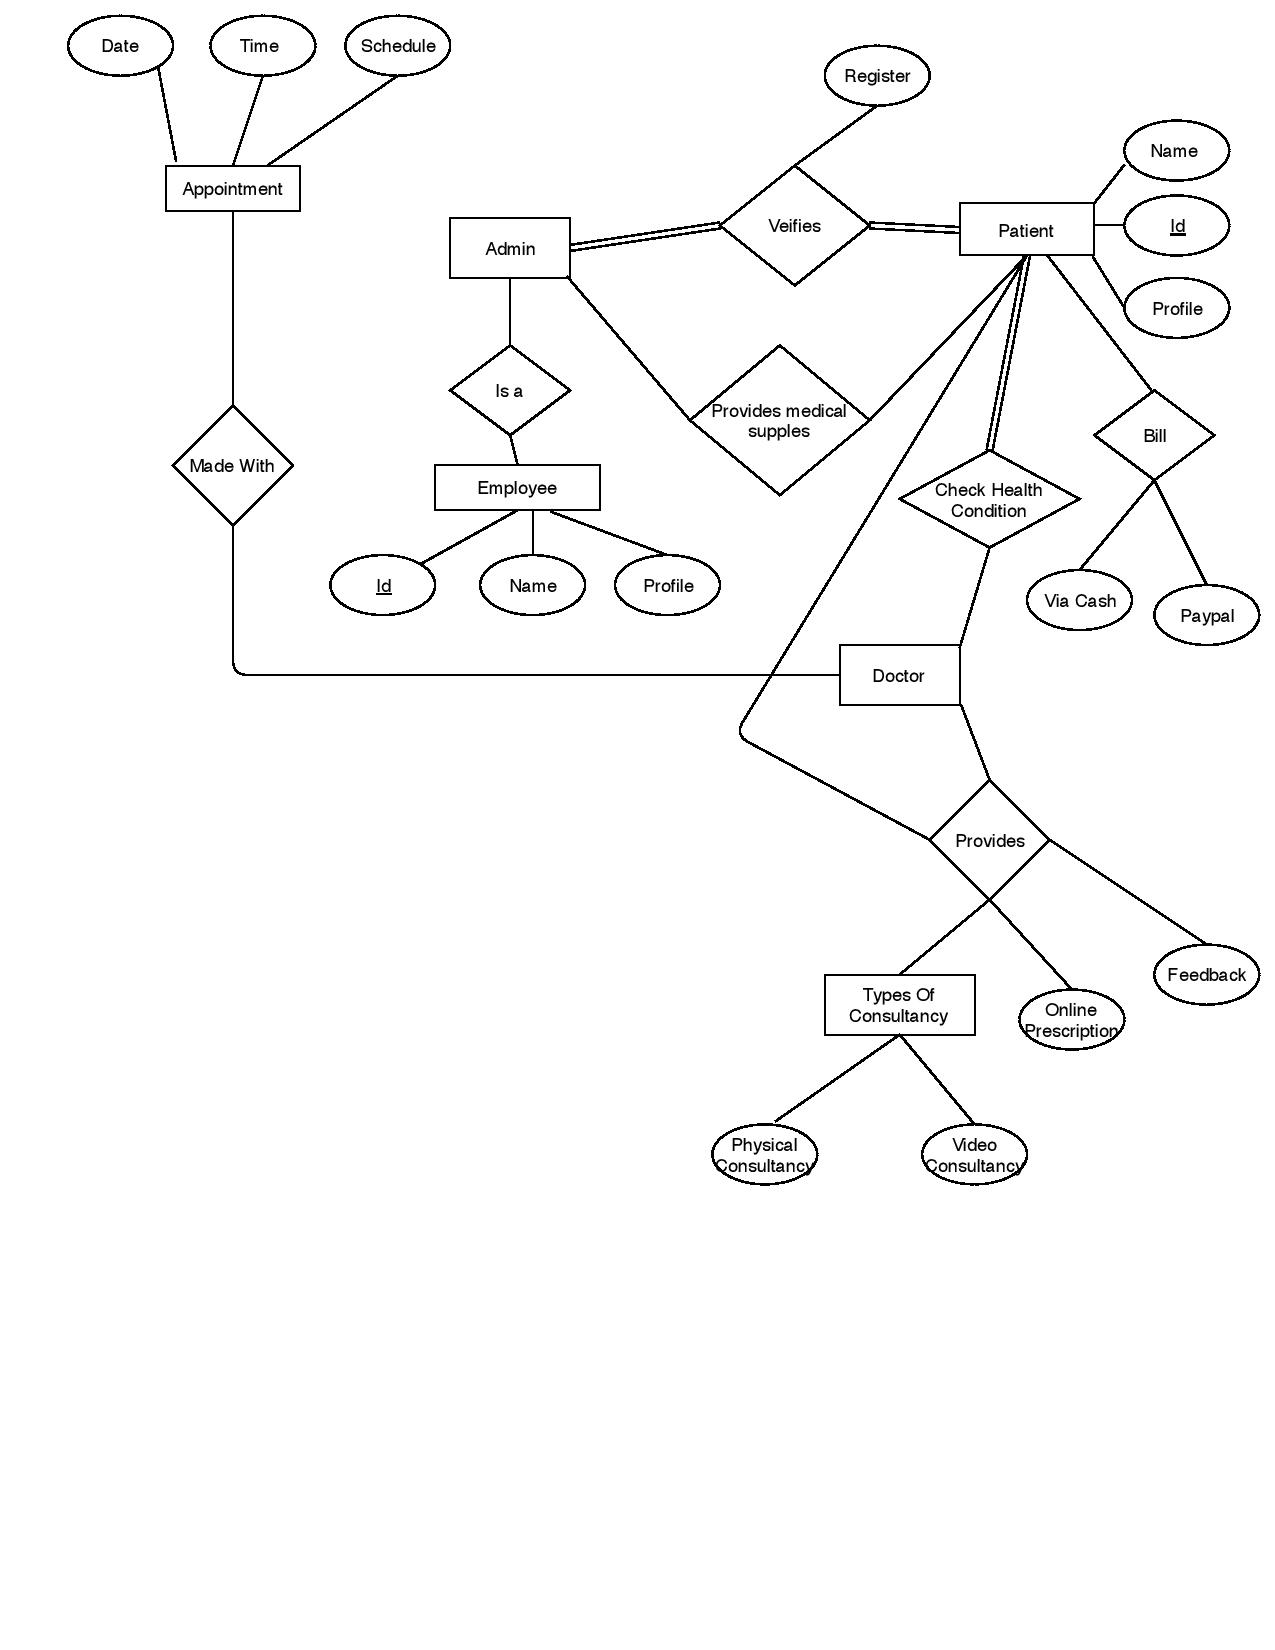 Date
Time
Schedule
Register
Name
Appointment
Admin
Veifies
Patient
Id
Profile
Is a
Provides medical
supples
Bill
Made With
Employee
Check Health
Condition
Id
Name
Profile
Via Cash
Paypal
Doctor
Provides
Feedback
Types Of
Consultancy
Online
Prescription
Physical
Consultancy
Video
Consultancy